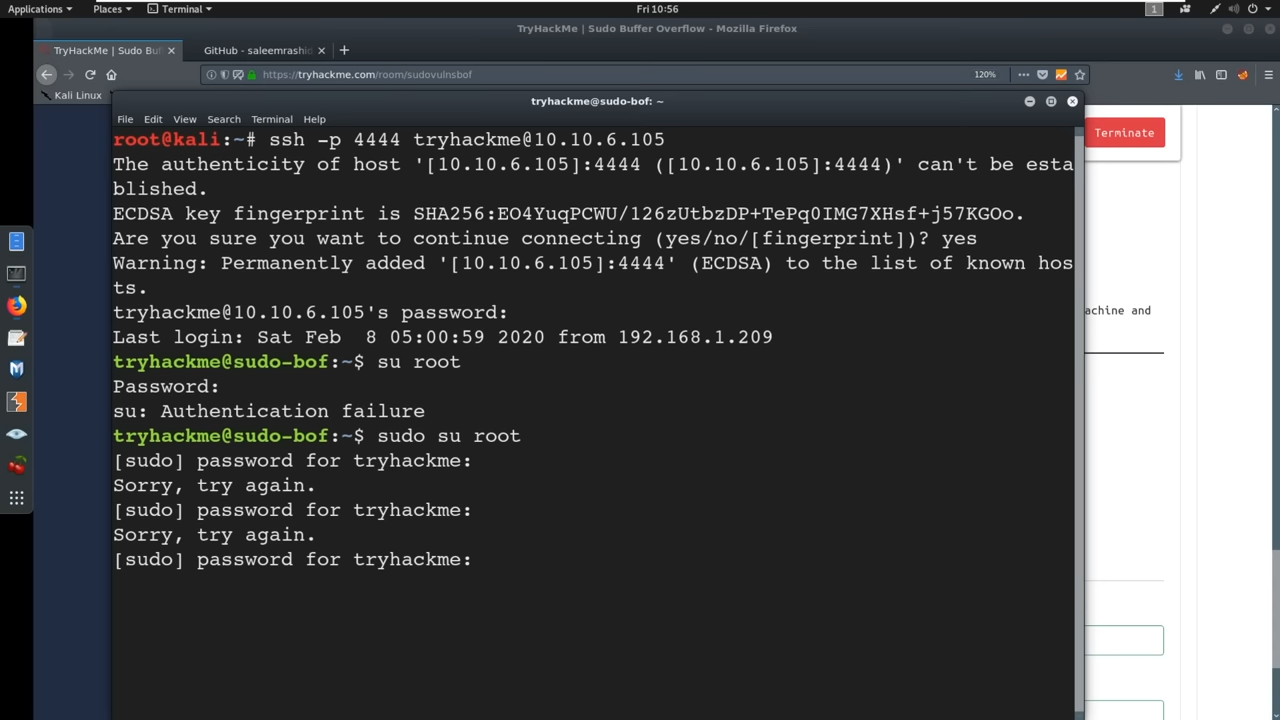 Applications ▾ Places ▾ Terminal ▾ Fri 10:56 1
TryHackMe | Sudo Buffer Overflow - Mozilla Firefox
TryHackMe | Sudo Buf × GitHub - saleemrashid × +
https://tryhackme.com/room/sudovulnsbof 120%
Kali Linux
tryhackme@sudo-bof: ~
File Edit View Search Terminal Help
root@kali:~# ssh -p 4444 tryhackme@10.10.6.105
The authenticity of host '[10.10.6.105]:4444 ([10.10.6.105]:4444)' can't be esta
blished.
ECDSA key fingerprint is SHA256:EO4YuqPCWU/126zUtbzDP+TePq0IMG7XHsf+j57KGOo.
Are you sure you want to continue connecting (yes/no/[fingerprint])? yes
Warning: Permanently added '[10.10.6.105]:4444' (ECDSA) to the list of known hos
ts.
tryhackme@10.10.6.105's password:
Last login: Sat Feb  8 05:00:59 2020 from 192.168.1.209
tryhackme@sudo-bof:~$ su root
Password:
su: Authentication failure
tryhackme@sudo-bof:~$ sudo su root
[sudo] password for tryhackme:
Sorry, try again.
[sudo] password for tryhackme:
Sorry, try again.
[sudo] password for tryhackme:
Terminate
achine and